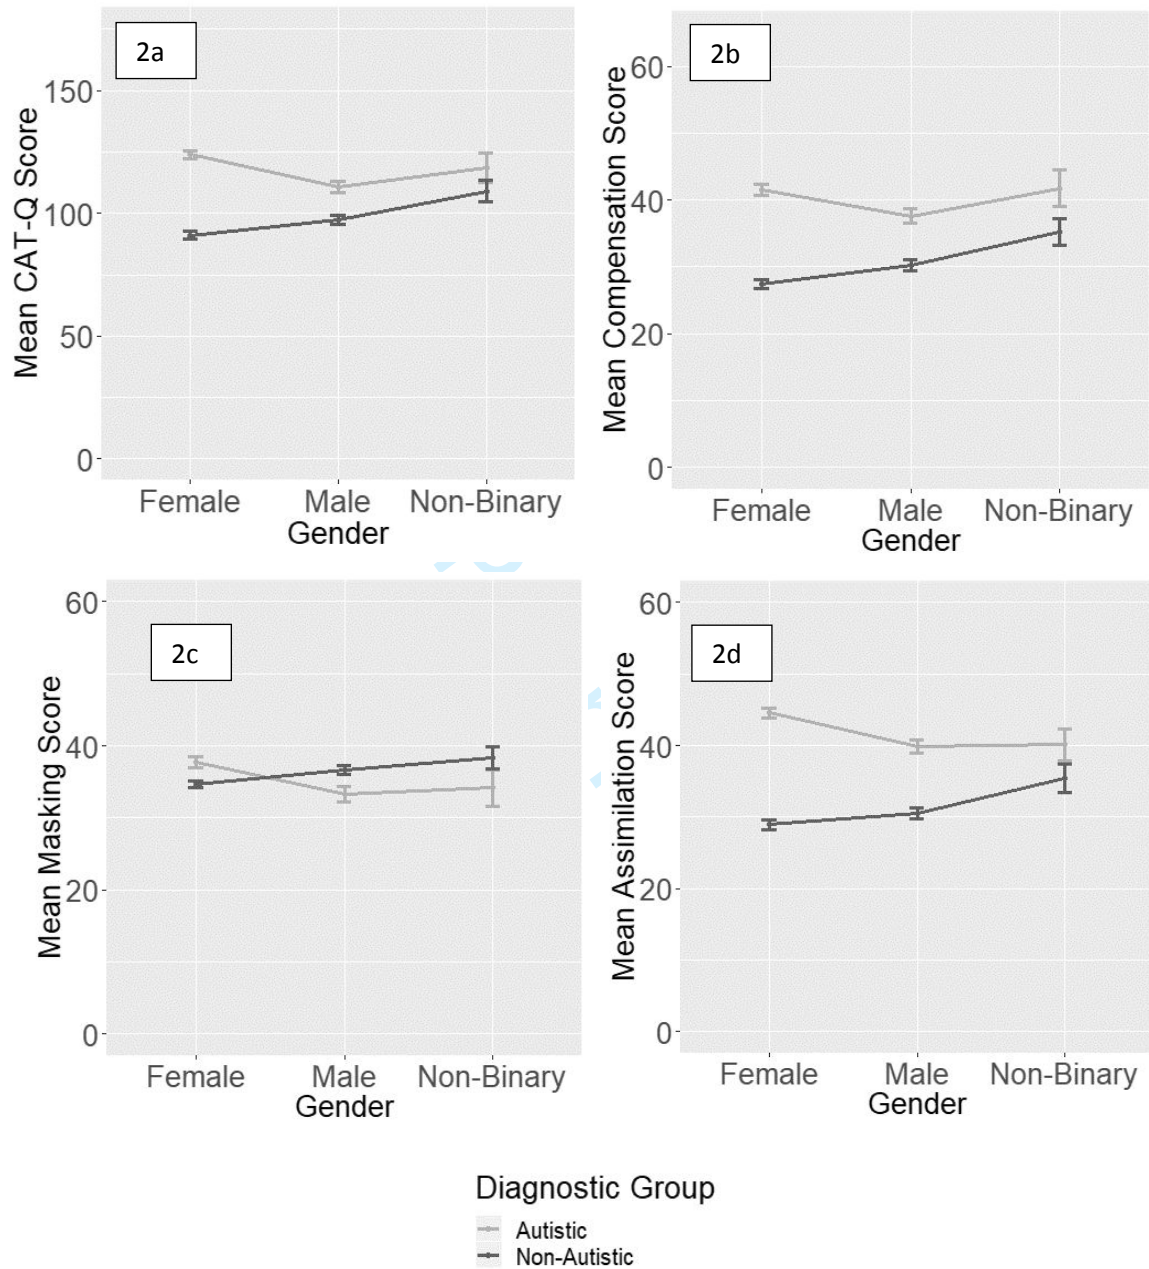 2a
Mean CAT-Q Score
150
100
50
0
Female Male Non-Binary
Gender
2b
Mean Compensation Score
60
40
20
0
Female Male Non-Binary
Gender
2c
Mean Masking Score
60
40
20
0
Female Male Non-Binary
Gender
2d
Mean Assimilation Score
60
40
20
0
Female Male Non-Binary
Gender
Diagnostic Group
Autistic
Non-Autistic